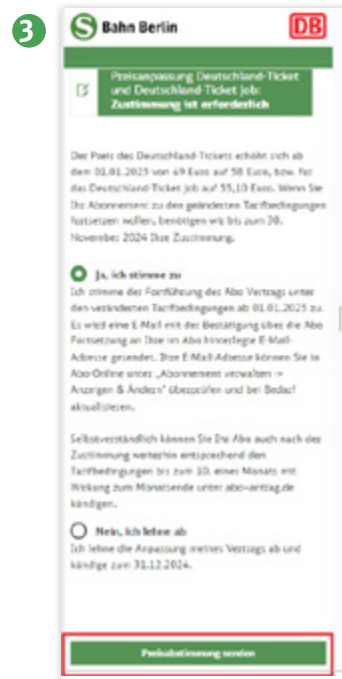 3
S Bahn Berlin
DB
Preisanpassung Deutschland-Ticket
und Deutschland-Ticket Job:
Zustimmung ist erforderlich
Der Preis des Deutschland-Tickets erhöht sich ab
dem 01.01.2025 von 49 Euro auf 58 Euro, bzw. für
das Deutschland-Ticket Job auf 55,10 Euro. Wenn Sie
Ihr Abonnement zu den geänderten Tarifbedingungen
fortsetzen wollen, benötigen wir bis zum 30.
November 2024 Ihre Zustimmung.
Ja, ich stimme zu
Ich stimme der Fortführung des Abo Vertrags unter
den veränderten Tarifbedingungen ab 01.01.2025 zu.
Es wird eine E-Mail mit der Bestätigung über die Abo
Fortsetzung an Ihre im Abo hinterlegte E-Mail-
Adresse gesendet. Ihre E-Mail-Adresse können Sie in
Abo-Online unter „Abonnement verwalten ->
Anzeigen & Ändern" überprüfen und bei Bedarf
aktualisieren.
Selbstverständlich können Sie Ihr Abo auch nach der
Zustimmung weiterhin entsprechend den
Tarifbedingungen bis zum 10. eines Monats mit
Wirkung zum Monatsende unter abo-antrag.de
kündigen.
Nein, ich lehne ab
Ich lehne die Anpassung meines Vertrags ab und
kündige zum 31.12.2024.
Preisabstimmung senden